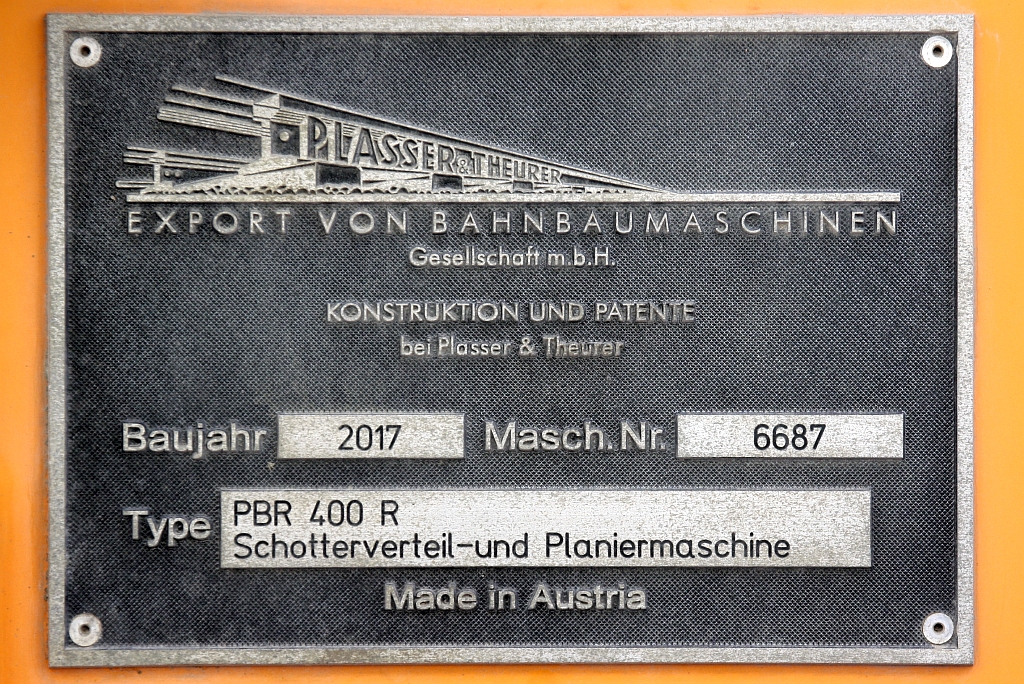 PLASSER & THEURER
EXPORT VON BAHNBAUMASCHINEN
Gesellschaft m.b.H.
KONSTRUKTION UND PATENTE
bei Plasser & Theurer
Baujahr 2017 Masch. Nr. 6687
Type PBR 400 R
Schotterverteil-und Planiermaschine
Made in Austria